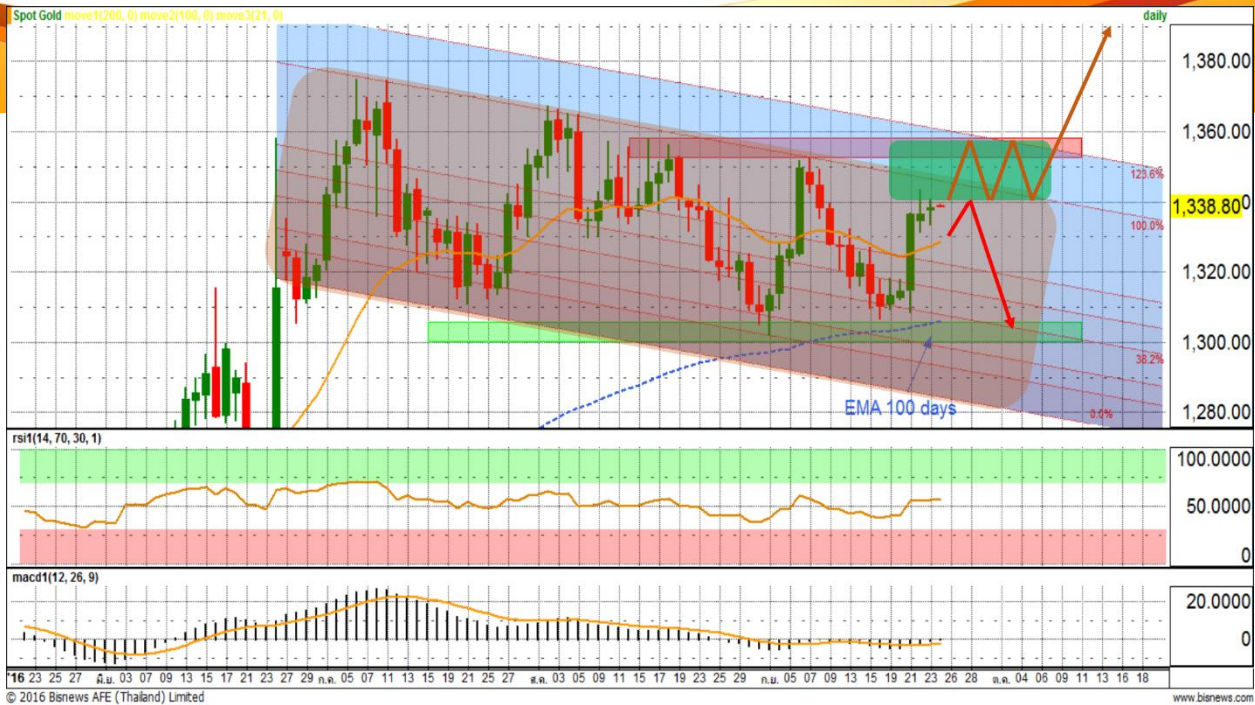 Spot Gold move1(200, 0) move2(100, 0) move3(21, 0)
daily
1,380.00
1,360.00
123.6%
1,338.80
100.0%
1,320.00
1,300.00
38.2%
EMA 100 days
0.0%
1,280.00
rsi1(14, 70, 30, 1)
100.0000
50.0000
0
macd1(12, 26, 9)
20.0000
0
'16 23 25 27 มิ.ย. 03 07 09 13 15 17 21 23 27 29 ก.ค. 05 07 11 13 15 19 21 25 27 ส.ค. 03 05 09 11 15 17 19 23 25 29 ก.ย. 05 07 09 13 15 19 21 23 26 28 ต.ค. 04 06 10 12 14 18
© 2016 Bisnews AFE (Thailand) Limited
www.bisnews.com